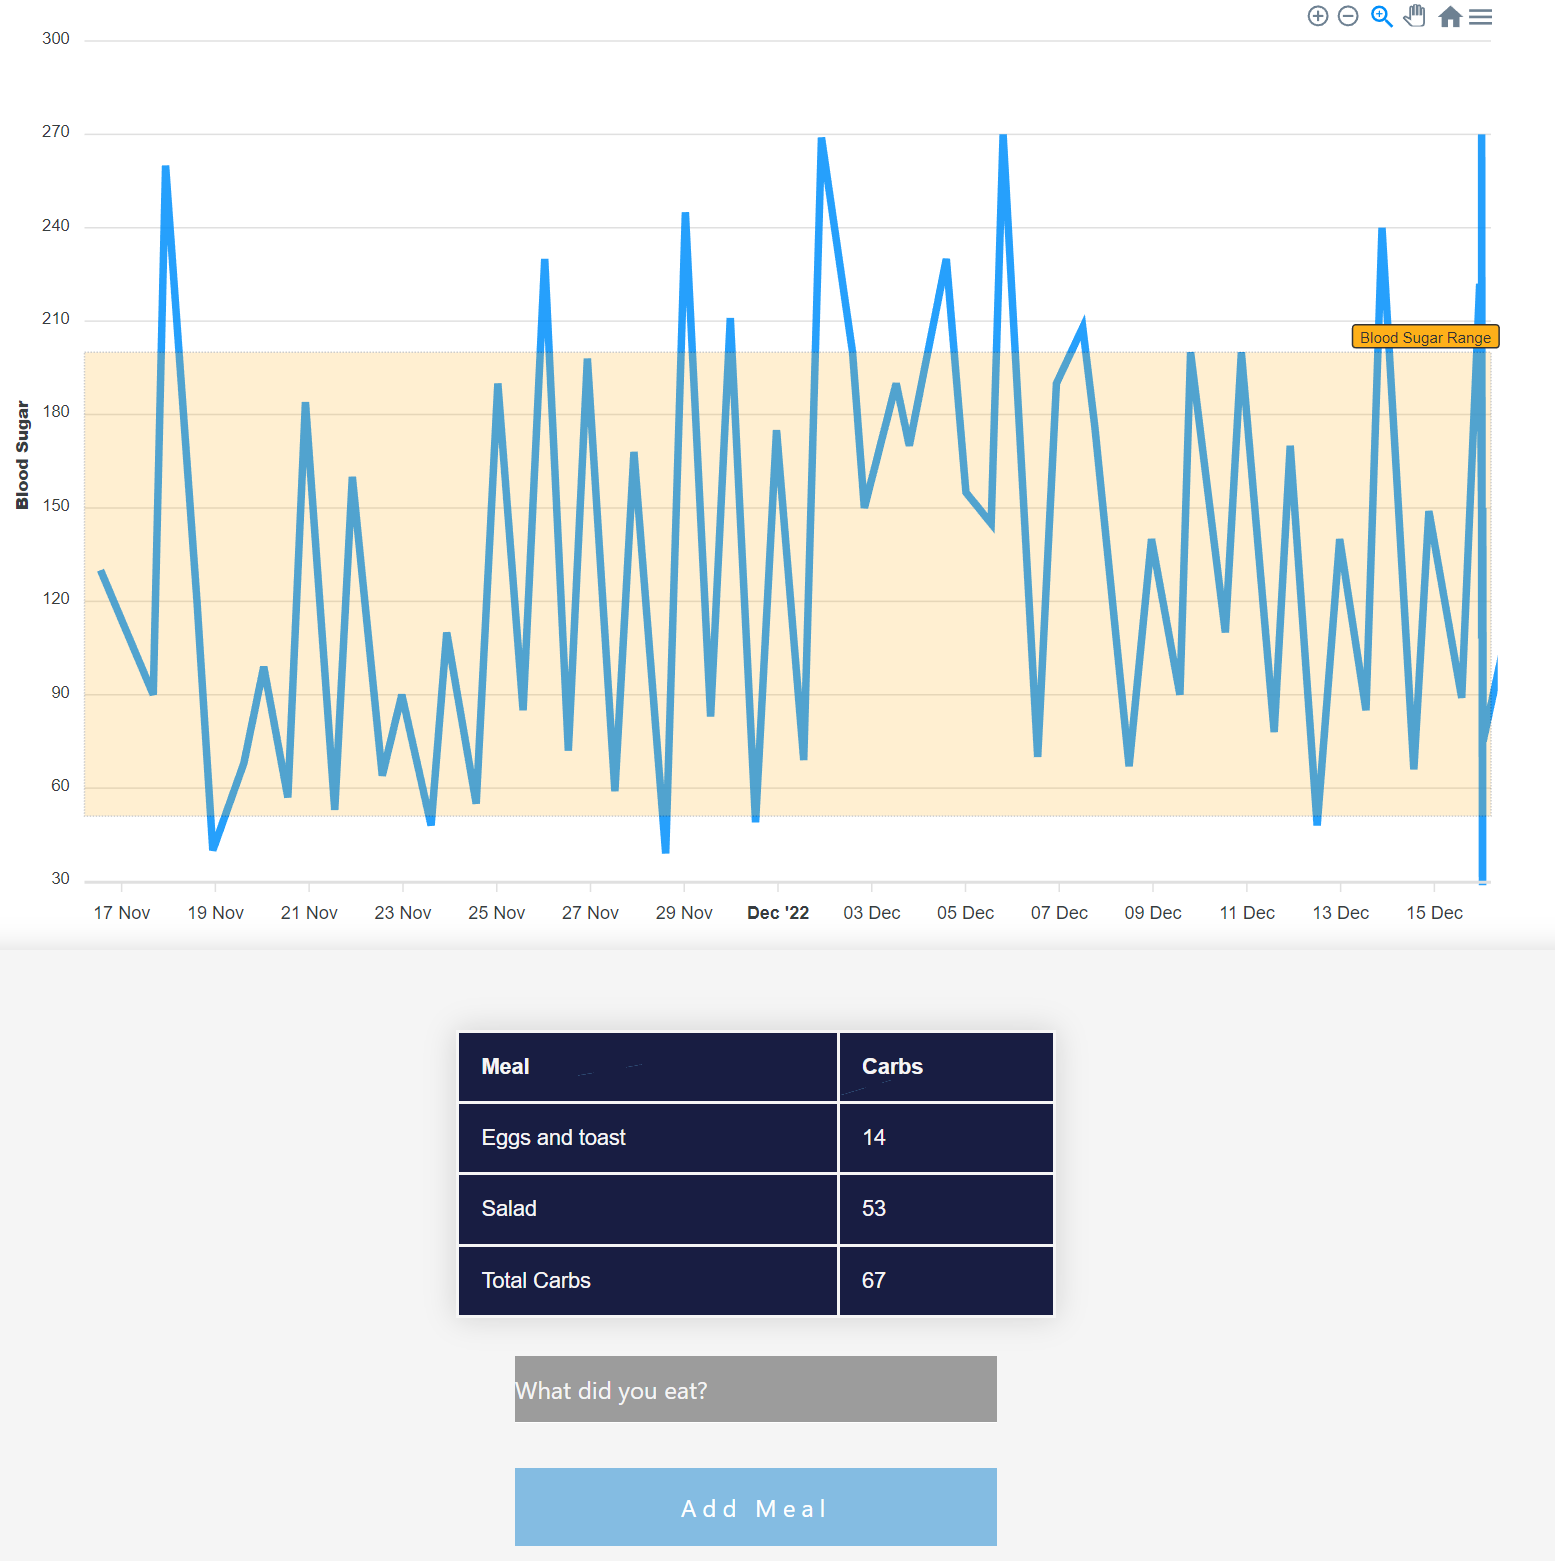 300
270
240
210
Blood Sugar Range
180
Blood Sugar
150
120
90
60
30
17 Nov 19 Nov 21 Nov 23 Nov 25 Nov 27 Nov 29 Nov Dec '22 03 Dec 05 Dec 07 Dec 09 Dec 11 Dec 13 Dec 15 Dec
Meal Carbs
Eggs and toast 14
Salad 53
Total Carbs 67
What did you eat?
Add Meal